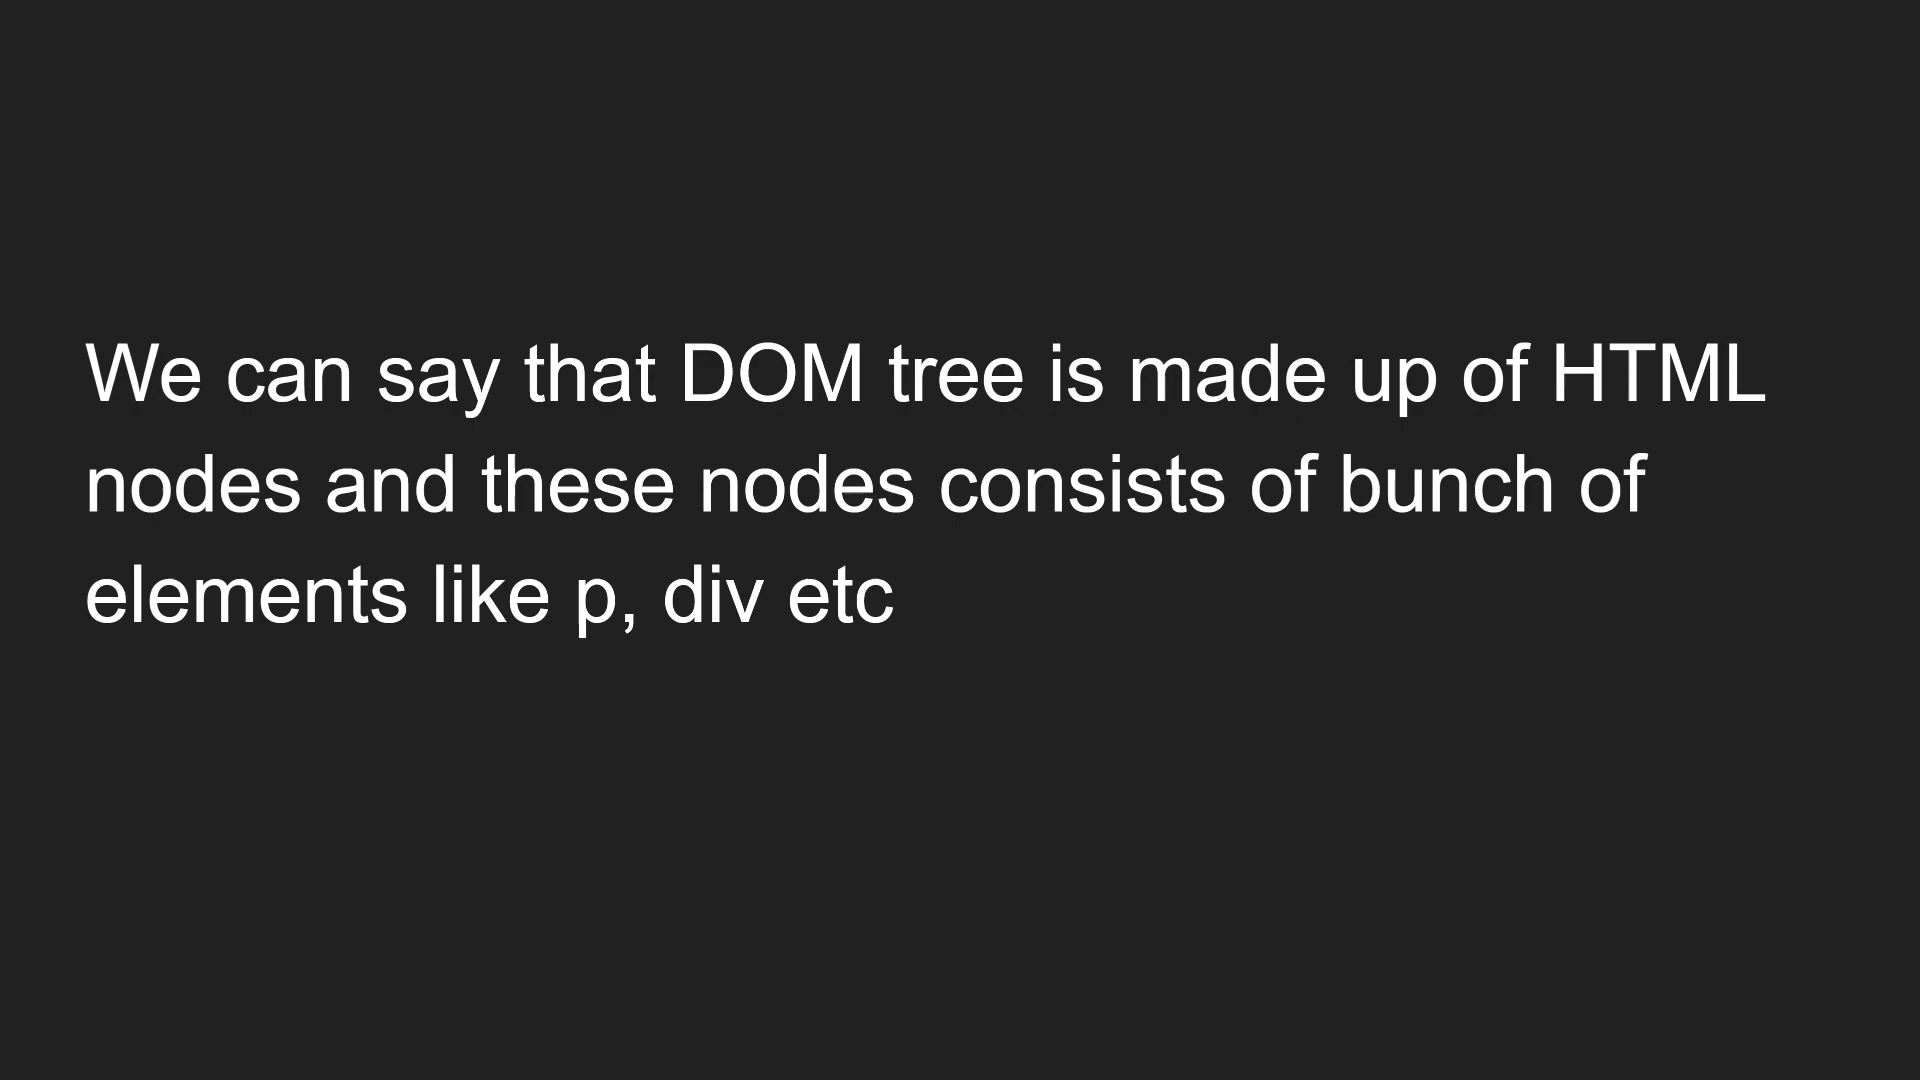 We can say that DOM tree is made up of HTML
nodes and these nodes consists of bunch of
elements like p, div etc